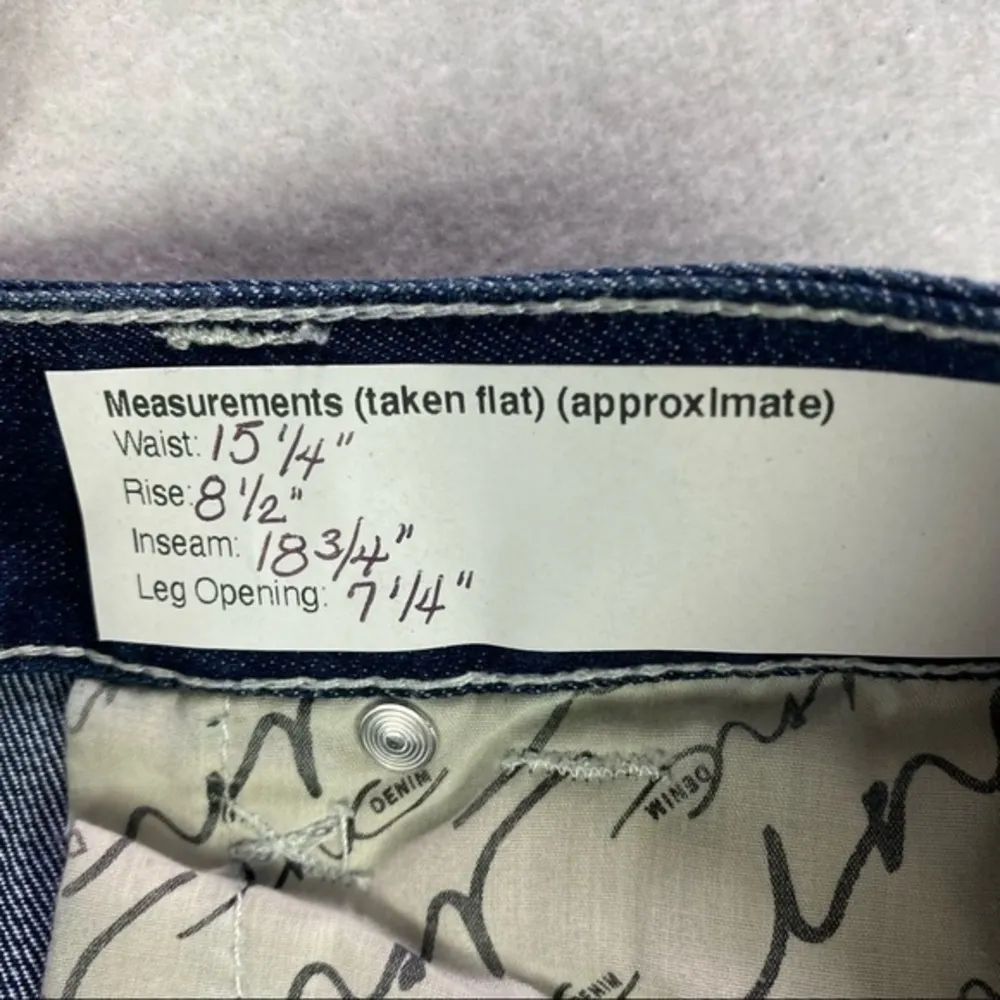 Measurements (taken flat) (approximate)
Waist: 15 1/4"
Rise: 8 1/2"
Inseam: 18 3/4"
Leg Opening: 7 1/4"
DENIM
DENIM